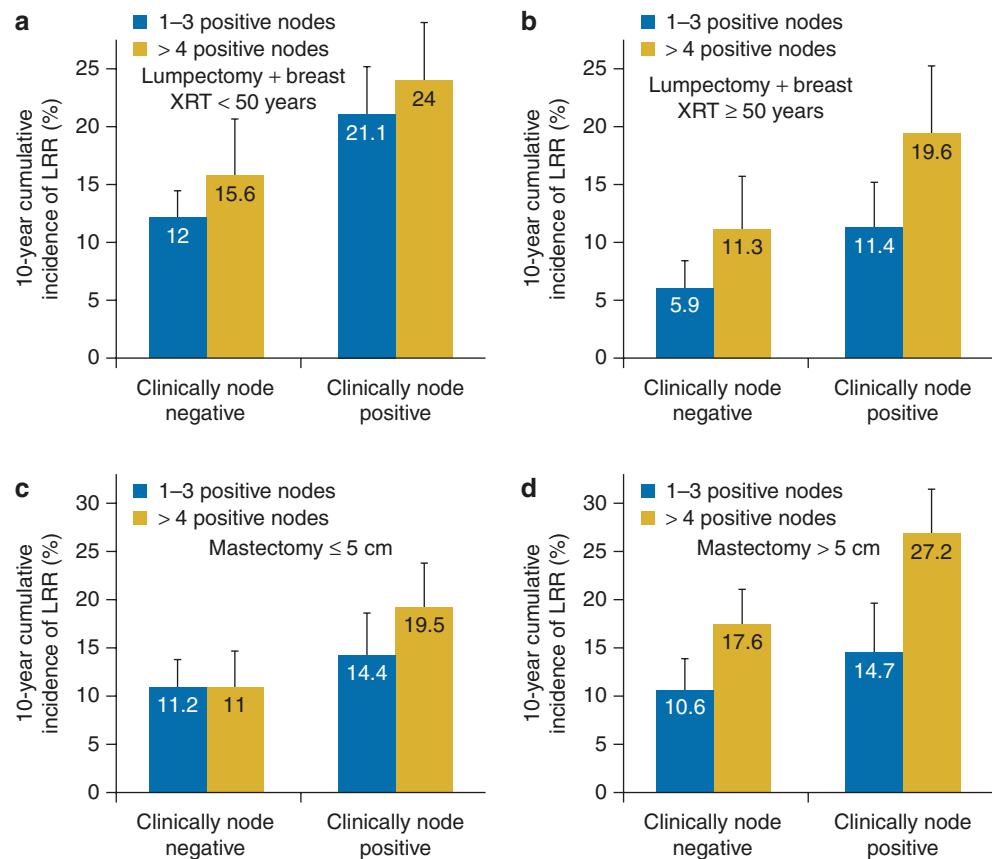 a
1–3 positive nodes
> 4 positive nodes
Lumpectomy + breast
XRT < 50 years
10-year cumulative
incidence of LRR (%)
25
20
15
10
5
0
12
15.6
21.1
24
Clinically node
negative
Clinically node
positive
b
1–3 positive nodes
> 4 positive nodes
Lumpectomy + breast
XRT ≥ 50 years
10-year cumulative
incidence of LRR (%)
25
20
15
10
5
0
5.9
11.3
11.4
19.6
Clinically node
negative
Clinically node
positive
c
1–3 positive nodes
> 4 positive nodes
Mastectomy ≤ 5 cm
10-year cumulative
incidence of LRR (%)
30
25
20
15
10
5
0
11.2
11
14.4
19.5
Clinically node
negative
Clinically node
positive
d
1–3 positive nodes
> 4 positive nodes
Mastectomy > 5 cm
10-year cumulative
incidence of LRR (%)
30
25
20
15
10
5
0
10.6
17.6
14.7
27.2
Clinically node
negative
Clinically node
positive